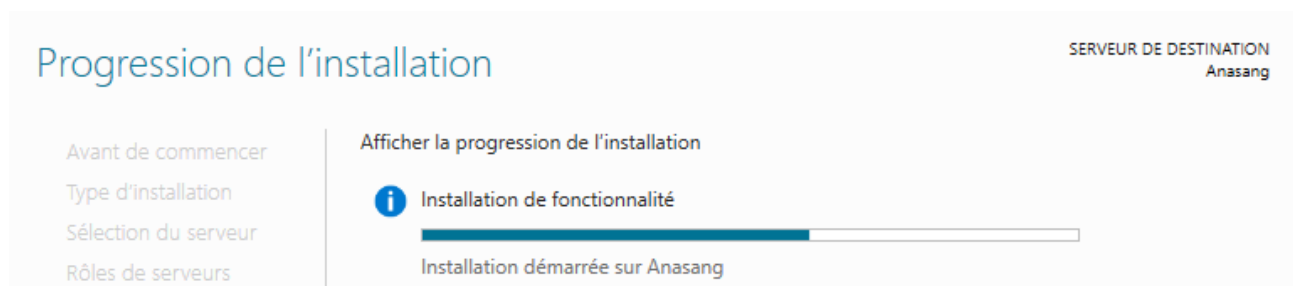 Progression de l’installation
SERVEUR DE DESTINATION
Anasang
Avant de commencer
Type d’installation
Sélection du serveur
Rôles de serveurs
Afficher la progression de l’installation
Installation de fonctionnalité
Installation démarrée sur Anasang